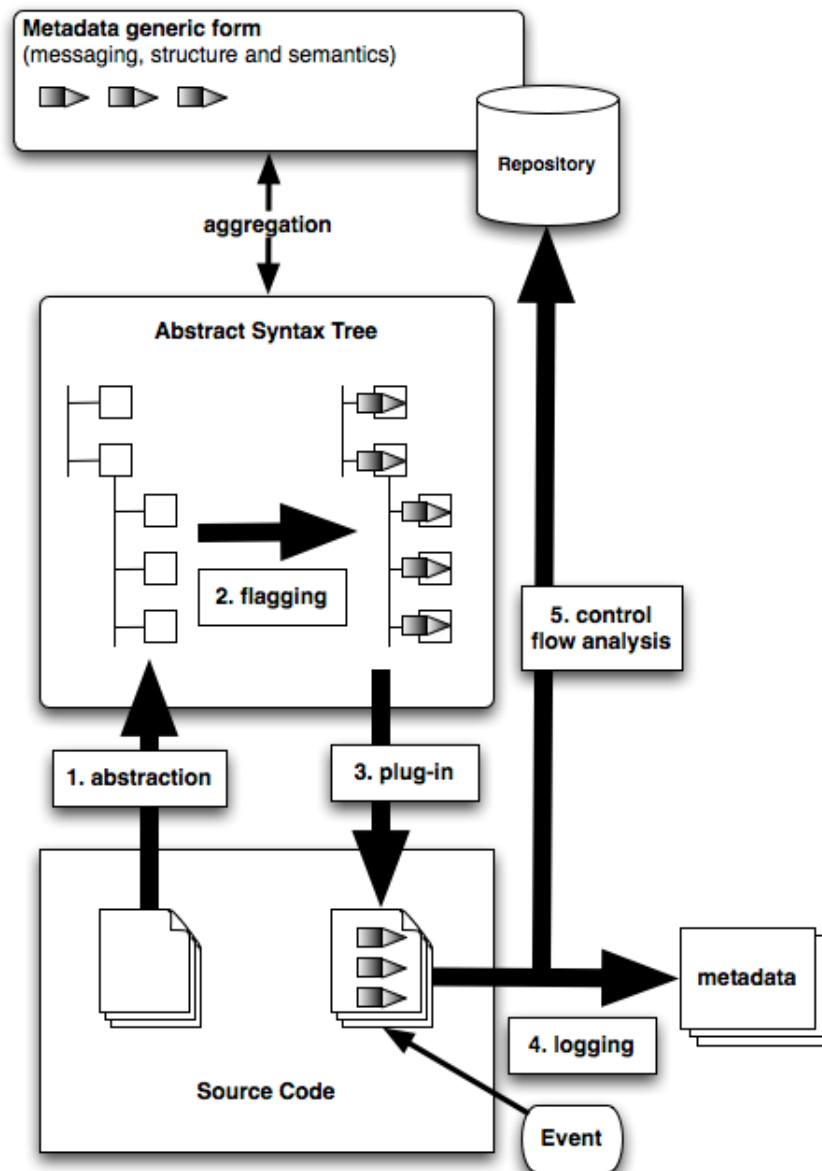 Metadata generic form
(messaging, structure and semantics)
Repository
aggregation
Abstract Syntax Tree
2. flagging
5. control
flow analysis
1. abstraction
3. plug-in
metadata
4. logging
Source Code
Event